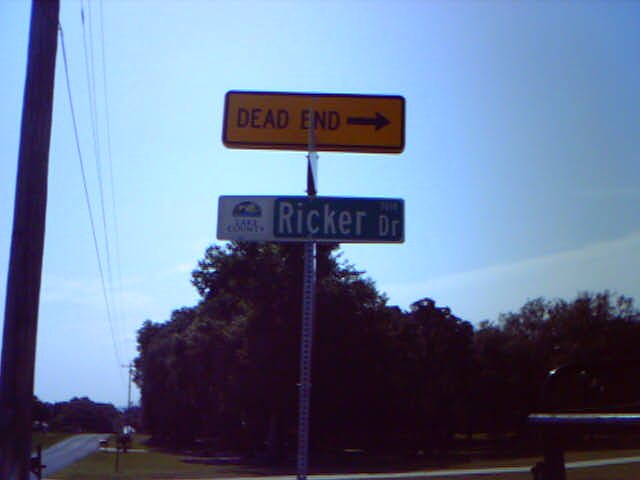 DEAD END
LAKE COUNTY
Ricker Dr